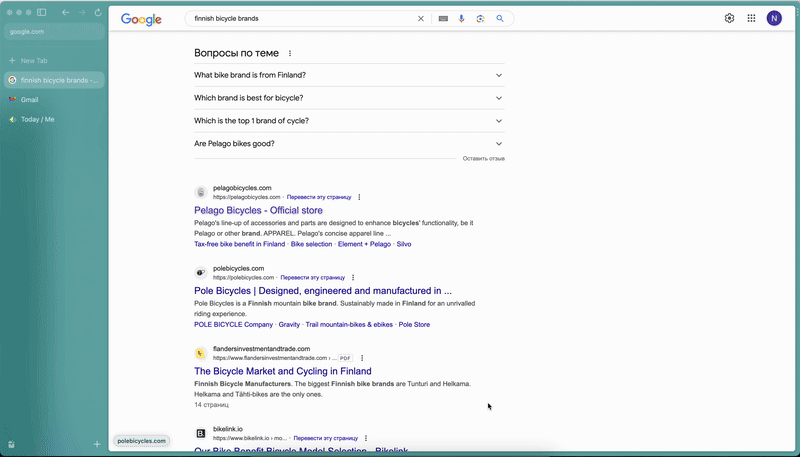 google.com
New Tab
finnish bicycle brands -...
Gmail
Today / Me
Google
finnish bicycle brands
N
Вопросы по теме
What bike brand is from Finland?
Which brand is best for bicycle?
Which is the top 1 brand of cycle?
Are Pelago bikes good?
Оставить отзыв
pelagobicycles.com
https://pelagobicycles.com · Перевести эту страницу
Pelago Bicycles - Official store
Pelago's line-up of accessories and parts are designed to enhance bicycles' functionality, be it
Pelago or other brand. APPAREL. Pelago's concise apparel line ...
Tax-free bike benefit in Finland · Bike selection · Element + Pelago · Silvo
polebicycles.com
https://polebicycles.com · Перевести эту страницу
Pole Bicycles | Designed, engineered and manufactured in ...
Pole Bicycles is a Finnish mountain bike brand. Sustainably made in Finland for an unrivalled
riding experience.
POLE BICYCLE Company · Gravity · Trail mountain-bikes & ebikes · Pole Store
flandersinvestmentandtrade.com
https://www.flandersinvestmentandtrade.com › ... PDF
The Bicycle Market and Cycling in Finland
Finnish Bicycle Manufacturers. The biggest Finnish bike brands are Tunturi and Helkama.
Helkama and Tähti-bikes are the only ones.
14 страниц
B
bikelink.io
https://www.bikelink.io › mo... · Перевести эту страницу
Our Bike Benefit Bicycle Model Selection - Bikelink
polebicycles.com